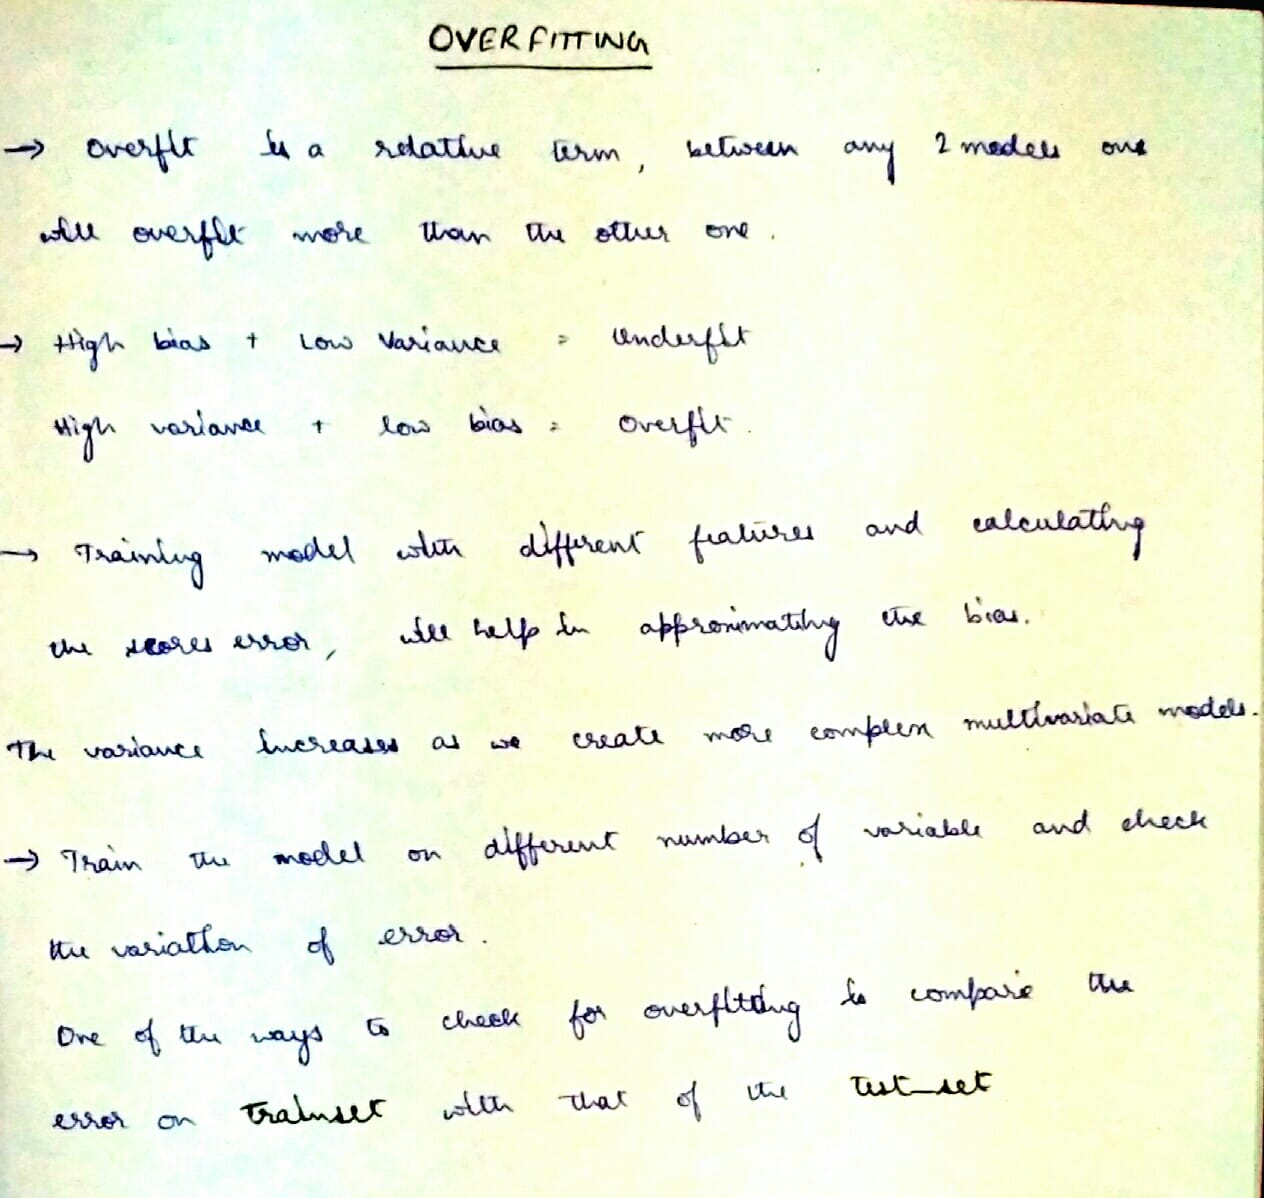 OVERFITTING
→ Overfit is a relative term, between any 2 models one
will overfit more than the other one.
→ High bias + Low Variance = Underfit
High variance + low bias = Overfit.
→ Training model with different features and calculating
the scores error, will help in approximating the bias.
The variance increases as we create more complex multivariate models.
→ Train the model on different number of variable and check
the variation of error.
One of the ways to check for overfitting is compare the
error on trainset with that of the test_set